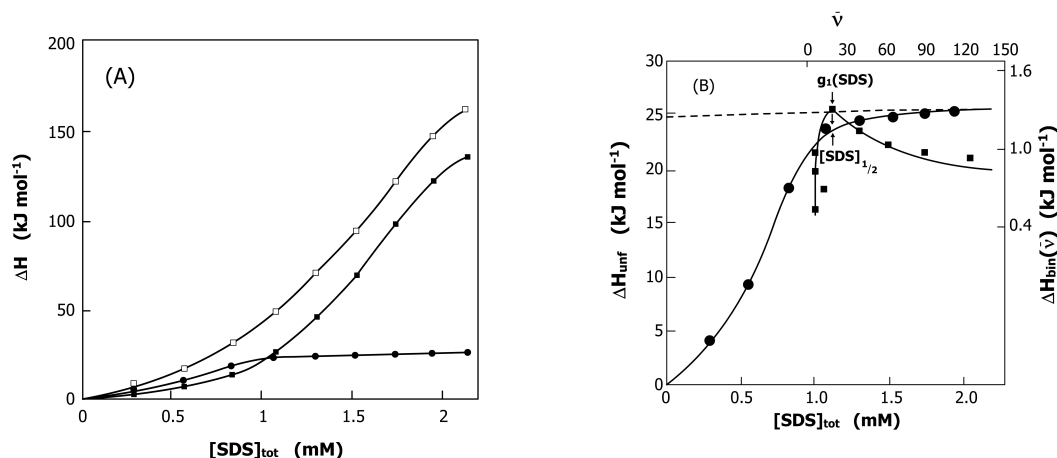 (A)
200
150
100
50
0
ΔH (kJ mol⁻¹)
0 0.5 1 1.5 2
[SDS]tot (mM)
ν̄
0 30 60 90 120 150
(B)
g₁(SDS)
[SDS]₁/₂
30
25
20
15
10
5
0
ΔHunf (kJ mol⁻¹)
1.6
1.0
0.4
ΔHbin(ν̄) (kJ mol⁻¹)
0 0.5 1.0 1.5 2.0
[SDS]tot (mM)